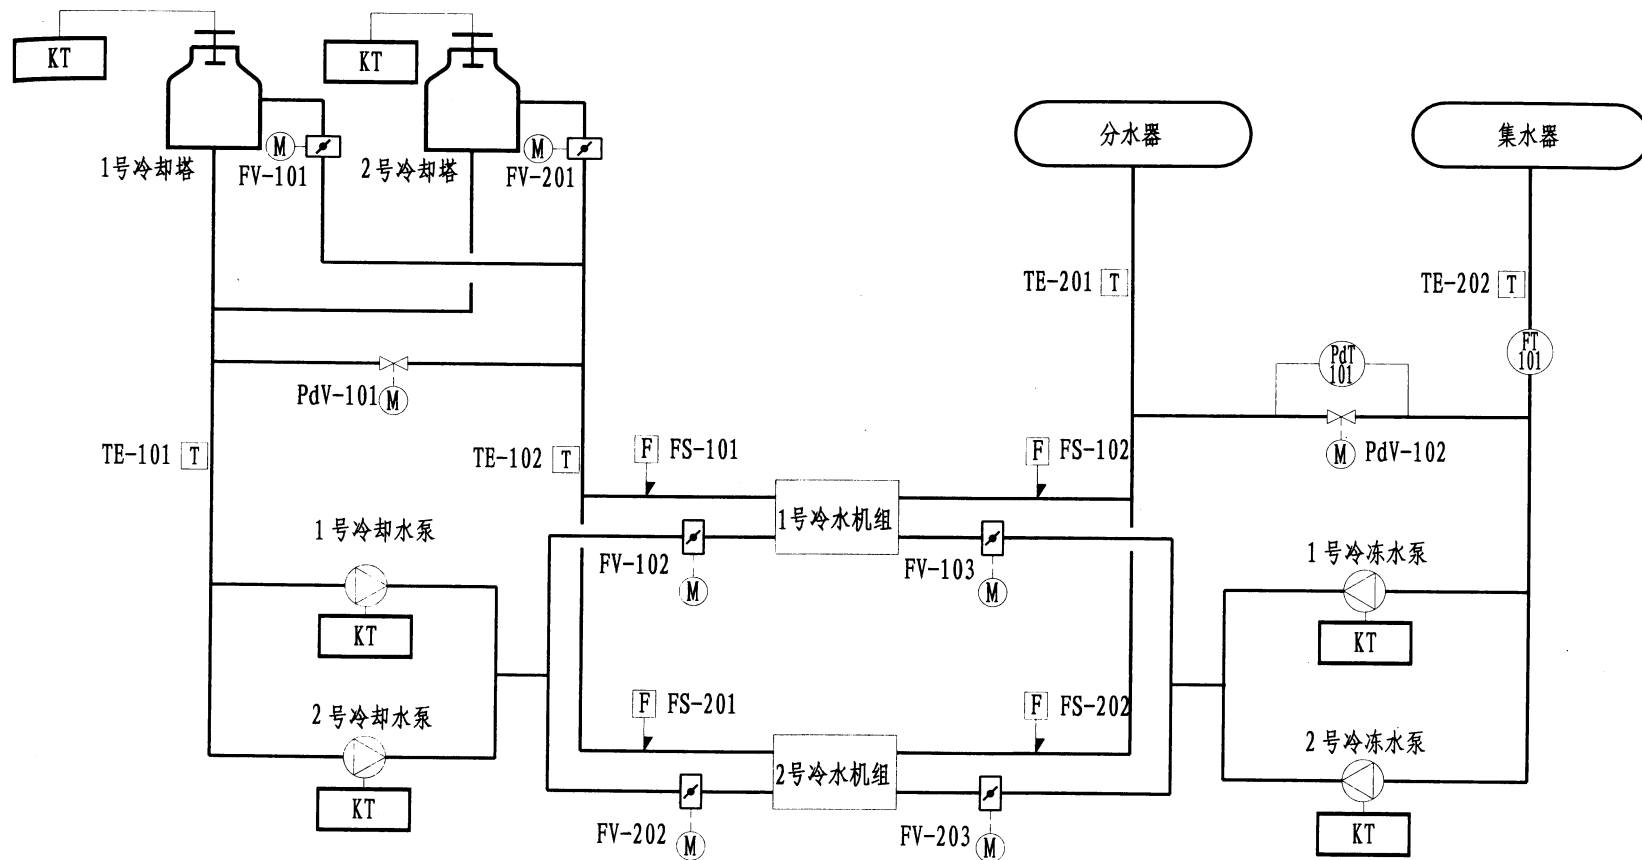 KT
KT
1号冷却塔
M
FV-101
2号冷却塔
M
FV-201
分水器
集水器
TE-201 T
TE-202 T
FT
101
PdT
101
PdV-101 M
M PdV-102
TE-101 T
TE-102 T
F FS-101
F FS-102
1号冷水机组
1号冷却水泵
FV-102
M
FV-103
M
1号冷冻水泵
KT
KT
F FS-201
F FS-202
2号冷却水泵
2号冷冻水泵
2号冷水机组
KT
FV-202
M
FV-203
M
KT